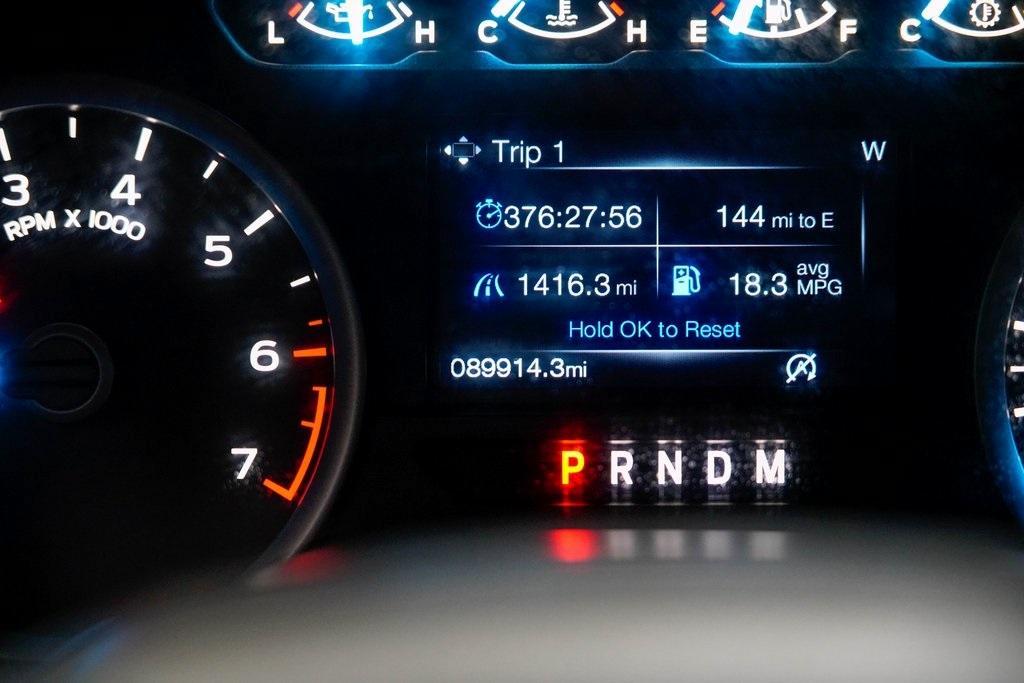 L H C H E F C
Trip 1 W
376:27:56 144 mi to E
1416.3 mi 18.3 avg MPG
Hold OK to Reset
089914.3mi
P R N D M
3 4 5 6 7
RPM X 1000